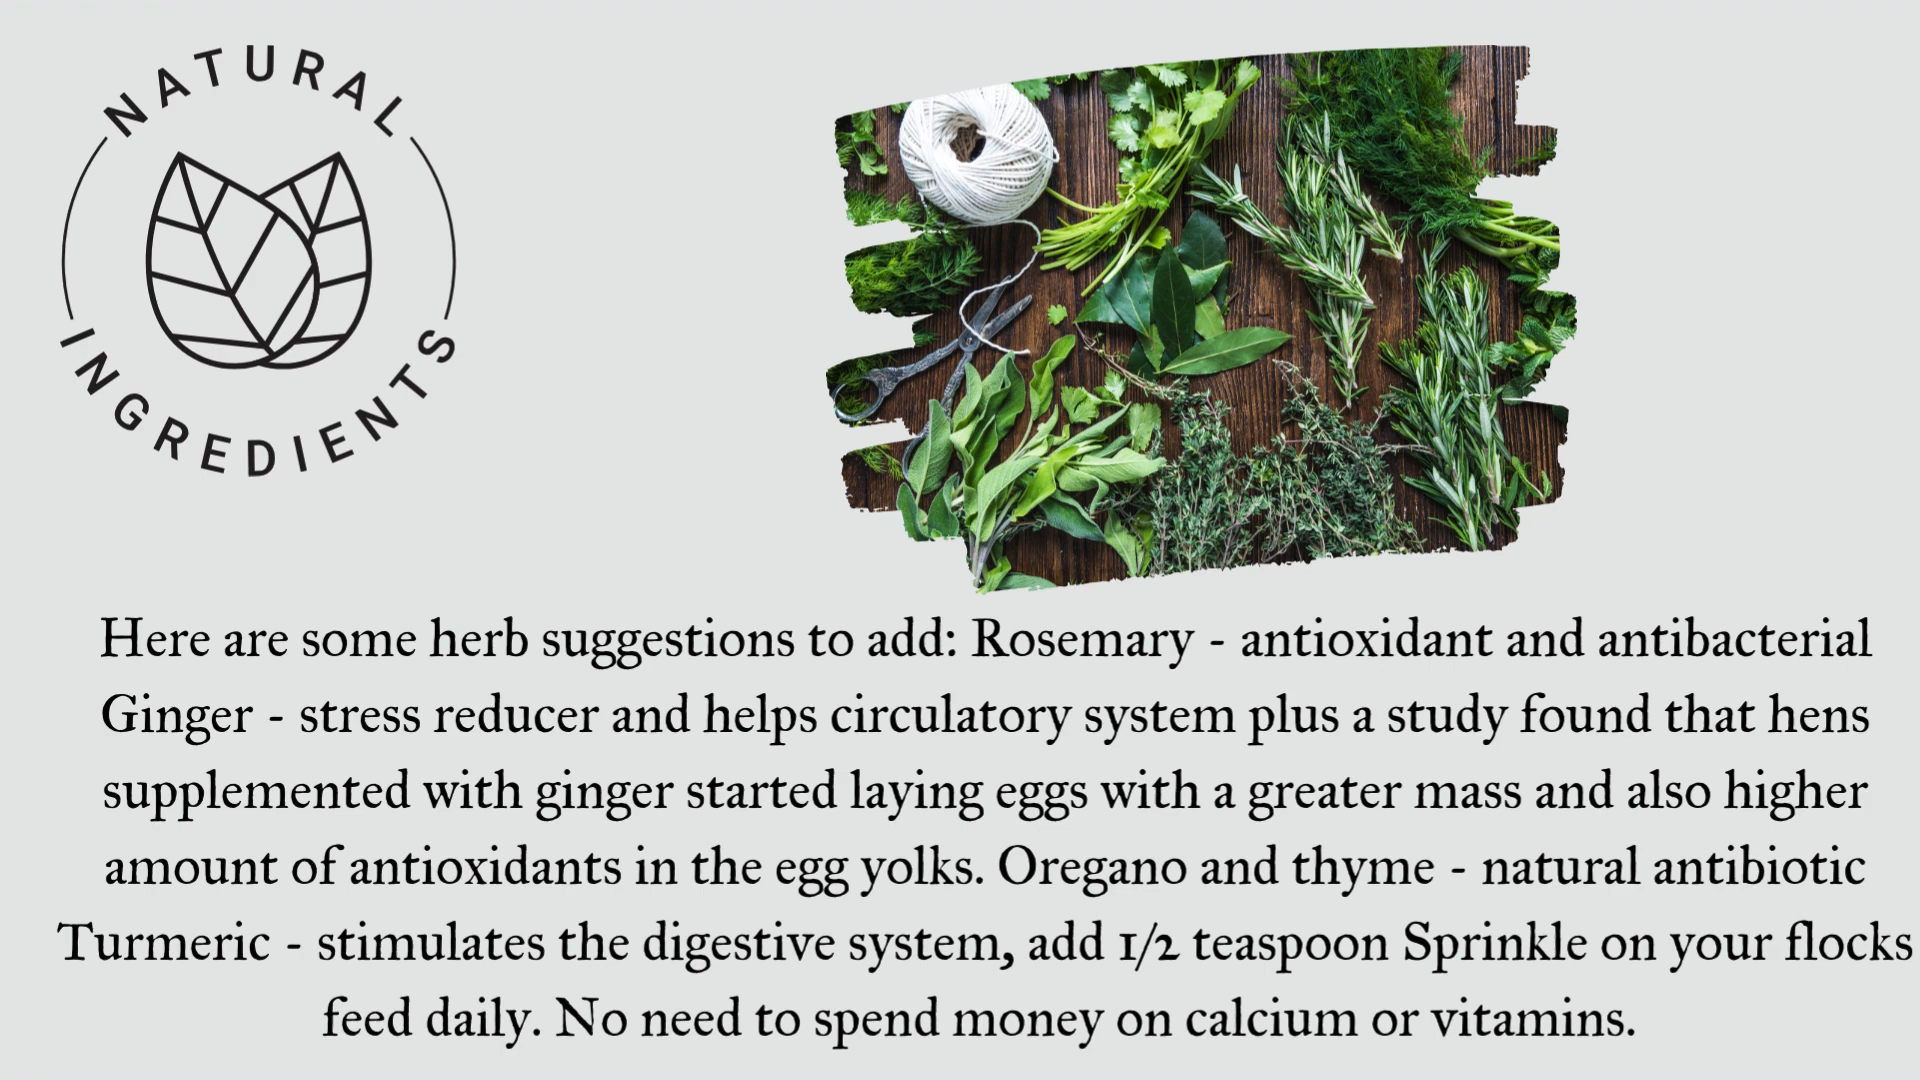 NATURAL
INGREDIENTS
Here are some herb suggestions to add: Rosemary - antioxidant and antibacterial
Ginger - stress reducer and helps circulatory system plus a study found that hens
supplemented with ginger started laying eggs with a greater mass and also higher
amount of antioxidants in the egg yolks. Oregano and thyme - natural antibiotic
Turmeric - stimulates the digestive system, add 1/2 teaspoon Sprinkle on your flocks
feed daily. No need to spend money on calcium or vitamins.